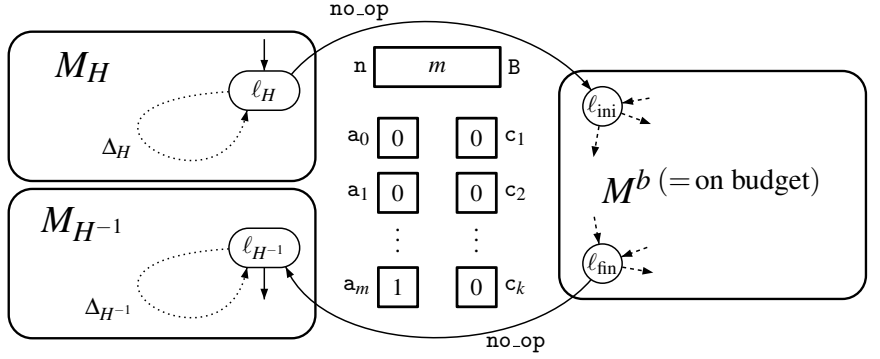 no_op
M_H
n m B
ℓ_H
ℓ_ini
Δ_H
a_0 0 0 c_1
a_1 0 0 c_2
M^b (= on budget)
M_{H^{-1}}
⋮ ⋮
ℓ_{H^{-1}}
ℓ_fin
Δ_{H^{-1}}
a_m 1 0 c_k
no_op